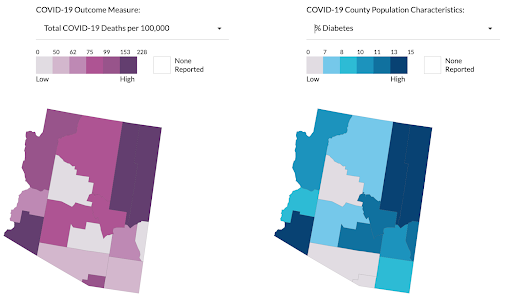 COVID-19 Outcome Measure:
Total COVID-19 Deaths per 100,000
0 50 62 75 99 153 228
Low High
None
Reported
COVID-19 County Population Characteristics:
% Diabetes
0 7 8 10 11 13 15
Low High
None
Reported